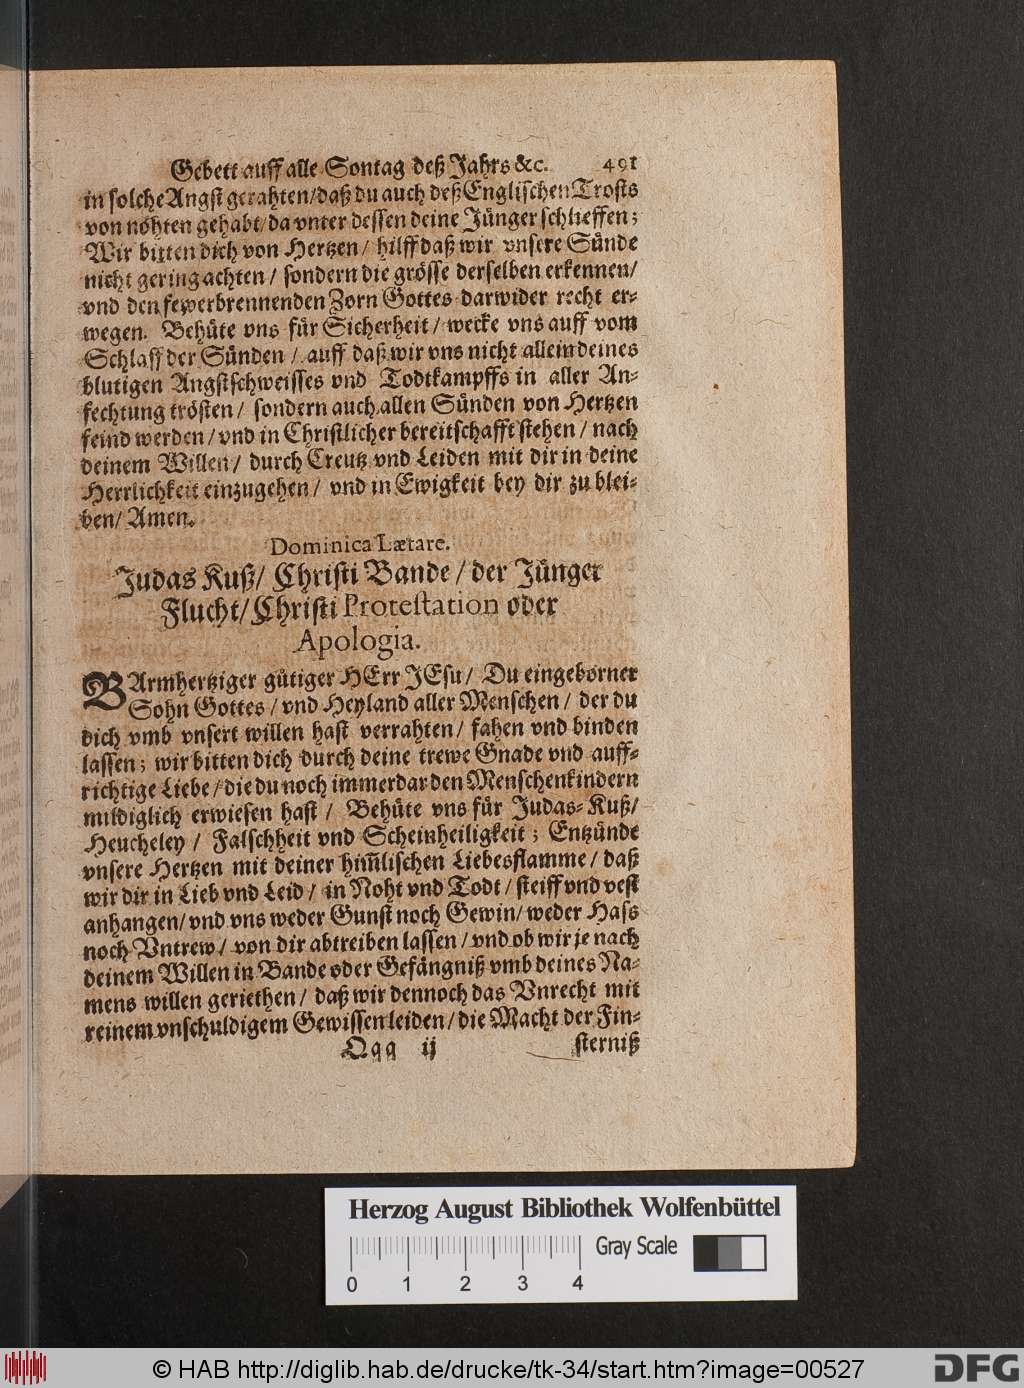 Gebett auff alle Sontag deß Jahrs &c. 491
in solche Angst gerahten/daß du auch deß Englischen Trosts
von nöhten gehabt/da vnter dessen deine Jünger schlieffen;
Wir bitten dich von Hertzen/ hilff daß wir vnsere Sünde
nicht gering achten/ sondern die grösse derselben erkennen/
vnd den fewerbrennenden Zorn Gottes darwider recht er-
wegen. Behüte vns für Sicherheit/ wecke vns auff vom
Schlaff der Sünden/ auff daß wir vns nicht allein deines
blutigen Angstschweisses vnd Todtkampffs in aller An-
fechtung trösten/ sondern auch allen Sünden von Hertzen
feind werden/vnd in Christlicher bereitschafft stehen/ nach
deinem Willen/ durch Creutz vnd Leiden mit dir in deine
Herrlichkeit einzugehen/ vnd in Ewigkeit bey dir zu blei-
ben/ Amen.
Dominica Lætare.
Judas Kuß/ Christi Bande/ der Jünger
Flucht/Christi Protestation oder
Apologia.
BArmhertziger gütiger HErr JEsu/ Du eingeborner
Sohn Gottes/ vnd Heyland aller Menschen/ der du
dich vmb vnsert willen hast verrahten/ fahen vnd binden
lassen; wir bitten dich durch deine trewe Gnade vnd auff-
richtige Liebe/die du noch immerdar den Menschenkindern
mildiglich erwiesen hast/ Behüte vns für Judas-Kuß/
Heucheley/ Falschheit vnd Scheinheiligkeit; Entzünde
vnsere Hertzen mit deiner him̃lischen Liebesflamme/ daß
wir dir in Lieb vnd Leid/ in Noht vnd Todt/ steiff vnd vest
anhangen/vnd vns weder Gunst noch Gewin/weder Hass
noch Vntrew/ von dir abtreiben lassen/vnd ob wir je nach
deinem Willen in Bande oder Gefängniß vmb deines Na-
mens willen geriethen/ daß wir dennoch das Vnrecht mit
reinem vnschuldigem Gewissen leiden/die Macht der Fin-
Qqq ij sterniß
Herzog August Bibliothek Wolfenbüttel
Gray Scale
0 1 2 3 4
© HAB http://diglib.hab.de/drucke/tk-34/start.htm?image=00527
DFG